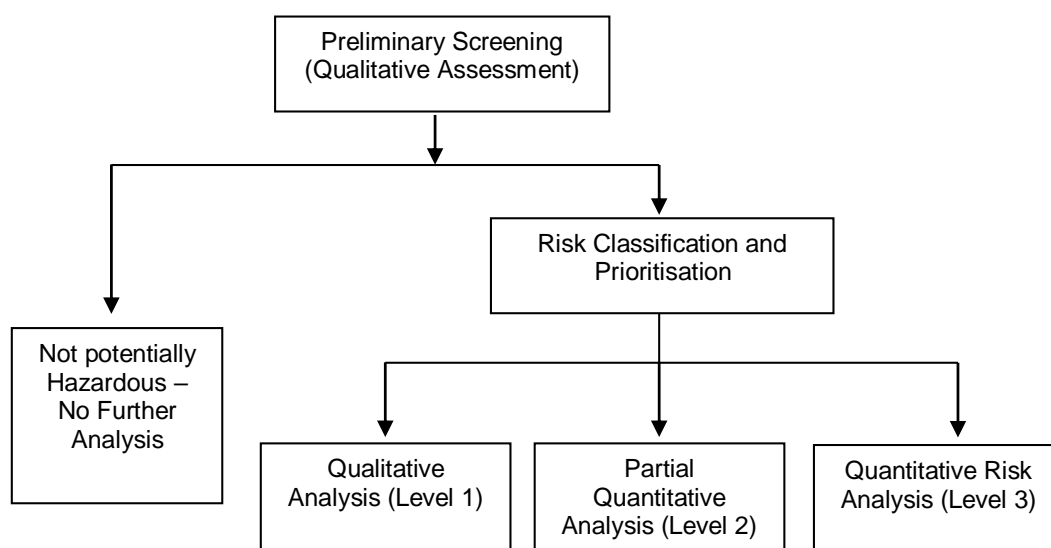 Preliminary Screening
(Qualitative Assessment)
Risk Classification and
Prioritisation
Not potentially
Hazardous –
No Further
Analysis
Qualitative
Analysis (Level 1)
Partial
Quantitative
Analysis (Level 2)
Quantitative Risk
Analysis (Level 3)